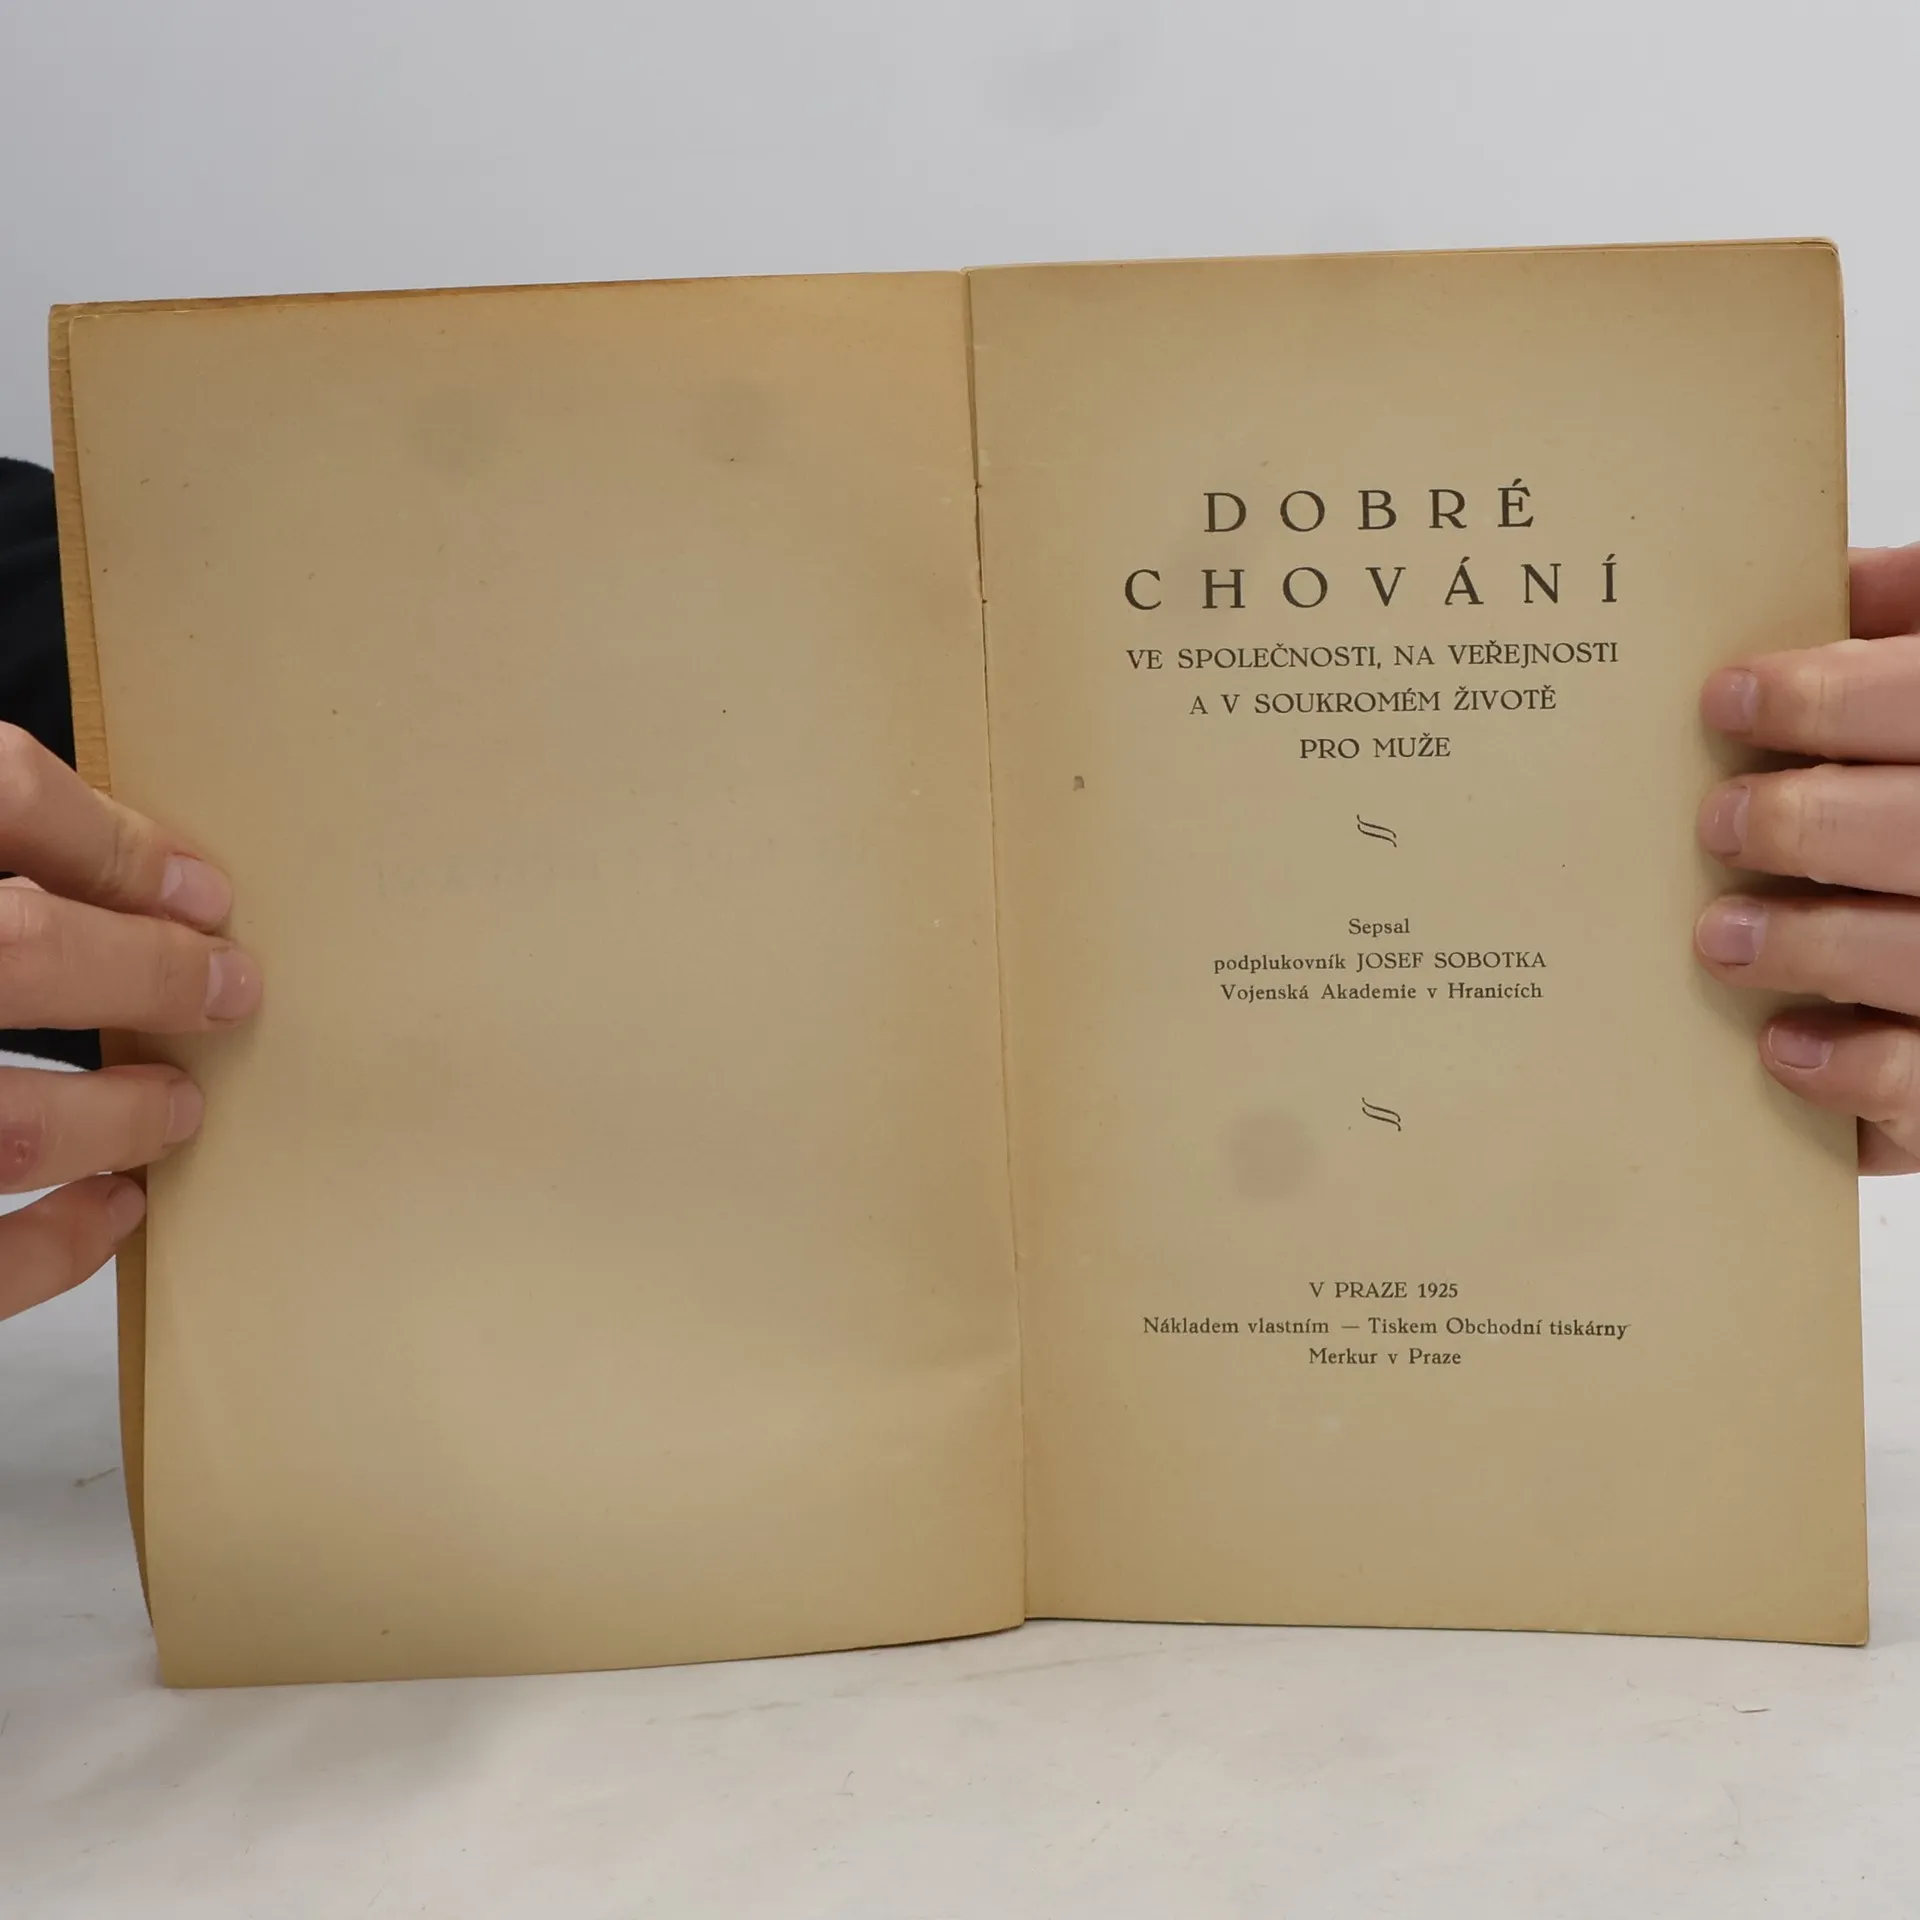 DOBRÉ
CHOVÁNÍ
VE SPOLEČNOSTI, NA VEŘEJNOSTI
A V SOUKROMÉM ŽIVOTĚ
PRO MUŽE
Sepsal
podplukovník JOSEF SOBOTKA
Vojenská Akademie v Hranicích
V PRAZE 1925
Nákladem vlastním — Tiskem Obchodní tiskárny
Merkur v Praze